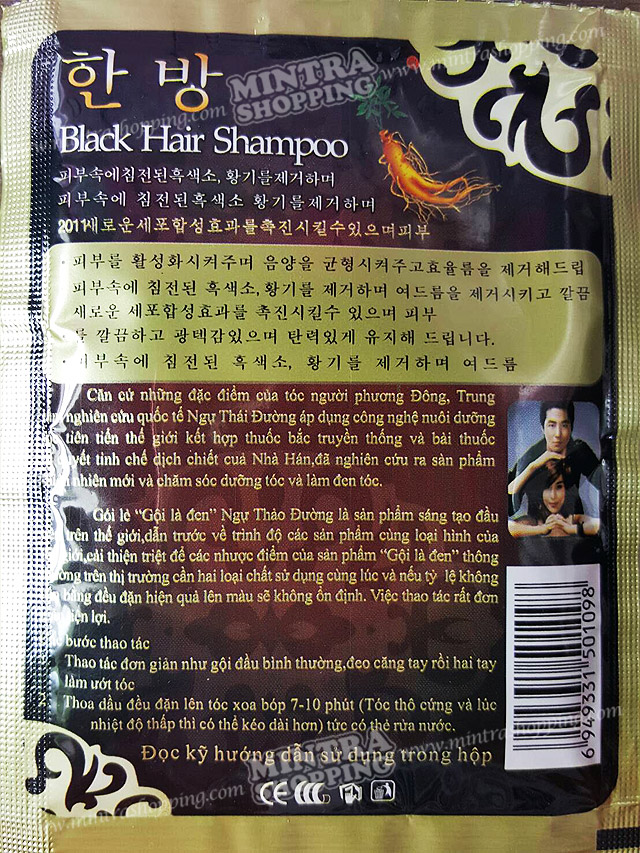 한 방
MINTRA
SHOPPING
www.mintrashopping.com
Black Hair Shampoo
피부속에침전된흑색소, 황기를제거하며
피부속에 침전된흑색소 황기를제거하며
2011새로운세포합성효과를촉진시킬수있으며피부
· 피부를 활성화시켜주며 음양을 균형시켜주고효율름을 제거해드립
피부속에 침전된 흑색소,황기를 제거하며 여드름을 제거시키고 깔끔
새로운 세포합성효과를 촉진시킬수 있으며 피부
를 깔끔하고 광텍감있으며 탄력있게 유지해 드립니다.
· 피부속에 침전된 흑색소, 황기를 제거하며 여드름
Căn cứ những đặc điểm của tóc người phương Đông, Trung
nghiên cứu quốc tế Ngự Thái Đường áp dụng công nghệ nuôi dưỡng
tiên tiến thế giới kết hợp thuốc bắc truyền thống và bài thuốc
tinh chế dịch chiết cuả Nhà Hán,đã nghiên cứu ra sản phẩm
nhiên mới và chăm sóc dưỡng tóc và làm đen tóc.
Gói lẻ “Gội là đen” Ngự Thảo Đường là sản phẩm sáng tạo đầu
trên thế giới,dẫn trước về trình độ các sản phẩm cùng loại hình của
giới,cải thiện triệt để các nhược điểm của sản phẩm “Gội là đen” thông
trên thị trường cần hai loại chất sử dụng cùng lúc và nếu tỷ lệ không
bằng đều đặn hiện quả lên màu sẽ không ổn định. Việc thao tác rất đơn
lợi.
bước thao tác
Thao tác đơn giản như gội đầu bình thường,đeo căng tay rồi hai tay
làm ướt tóc
Thoa dầu đều đặn lên tóc xoa bóp 7-10 phút (Tóc thô cứng và lúc
nhiệt độ thấp thì có thể kéo dài hơn) tức có thể rửa nước.
Đọc kỹ hướng dẫn sử dụng trong hộp
6 949331 501098
www.mintrashopping.com
MINTRA
SHOPPING
CE CCC